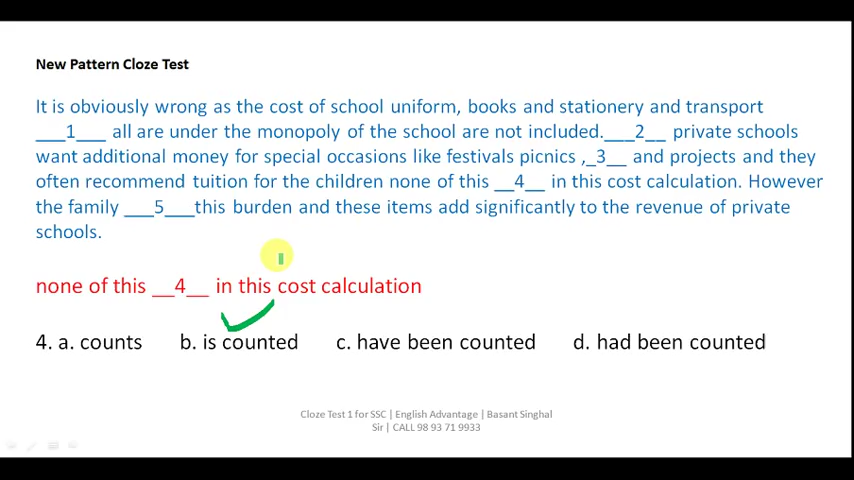 New Pattern Cloze Test
It is obviously wrong as the cost of school uniform, books and stationery and transport
___1___ all are under the monopoly of the school are not included.___2__ private schools
want additional money for special occasions like festivals picnics ,_3__ and projects and they
often recommend tuition for the children none of this __4__ in this cost calculation. However
the family ___5___this burden and these items add significantly to the revenue of private
schools.
none of this __4__ in this cost calculation
4. a. counts b. is counted c. have been counted d. had been counted
Cloze Test 1 for SSC | English Advantage | Basant Singhal
Sir | CALL 98 93 71 9933